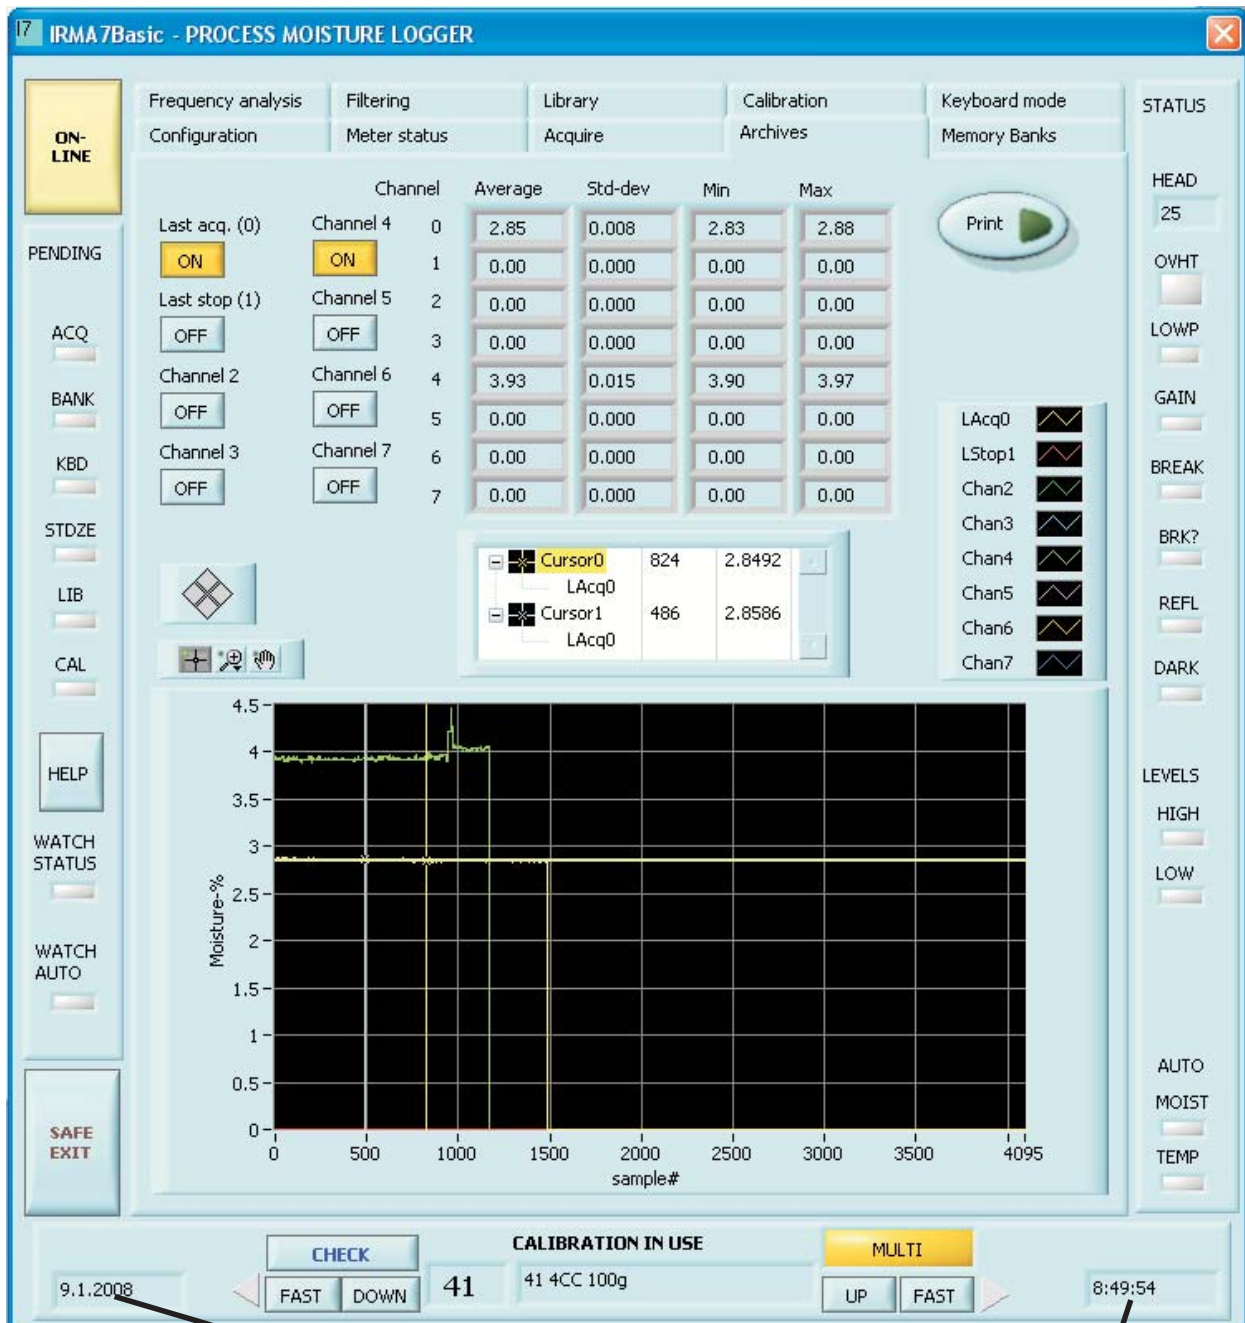 I7 IRMA7Basic - PROCESS MOISTURE LOGGER
ON-
LINE
Frequency analysis Filtering Library Calibration Keyboard mode
Configuration Meter status Acquire Archives Memory Banks
STATUS
HEAD
25
OVHT
LOWP
GAIN
BREAK
BRK?
REFL
DARK
LEVELS
HIGH
LOW
AUTO
MOIST
TEMP
PENDING
ACQ
BANK
KBD
STDZE
LIB
CAL
HELP
WATCH
STATUS
WATCH
AUTO
SAFE
EXIT
Last acq. (0) Channel 4
ON ON
Last stop (1) Channel 5
OFF OFF
Channel 2 Channel 6
OFF OFF
Channel 3 Channel 7
OFF OFF
Channel Average Std-dev Min Max
0 2.85 0.008 2.83 2.88
1 0.00 0.000 0.00 0.00
2 0.00 0.000 0.00 0.00
3 0.00 0.000 0.00 0.00
4 3.93 0.015 3.90 3.97
5 0.00 0.000 0.00 0.00
6 0.00 0.000 0.00 0.00
7 0.00 0.000 0.00 0.00
Print
LAcq0
LStop1
Chan2
Chan3
Chan4
Chan5
Chan6
Chan7
Cursor0 824 2.8492
LAcq0
Cursor1 486 2.8586
LAcq0
Moisture-%
4.5
4
3.5
3
2.5
2
1.5
1
0.5
0
0 500 1000 1500 2000 2500 3000 3500 4095
sample#
CHECK CALIBRATION IN USE MULTI
9.1.2008 FAST DOWN 41 41 4CC 100g UP FAST 8:49:54